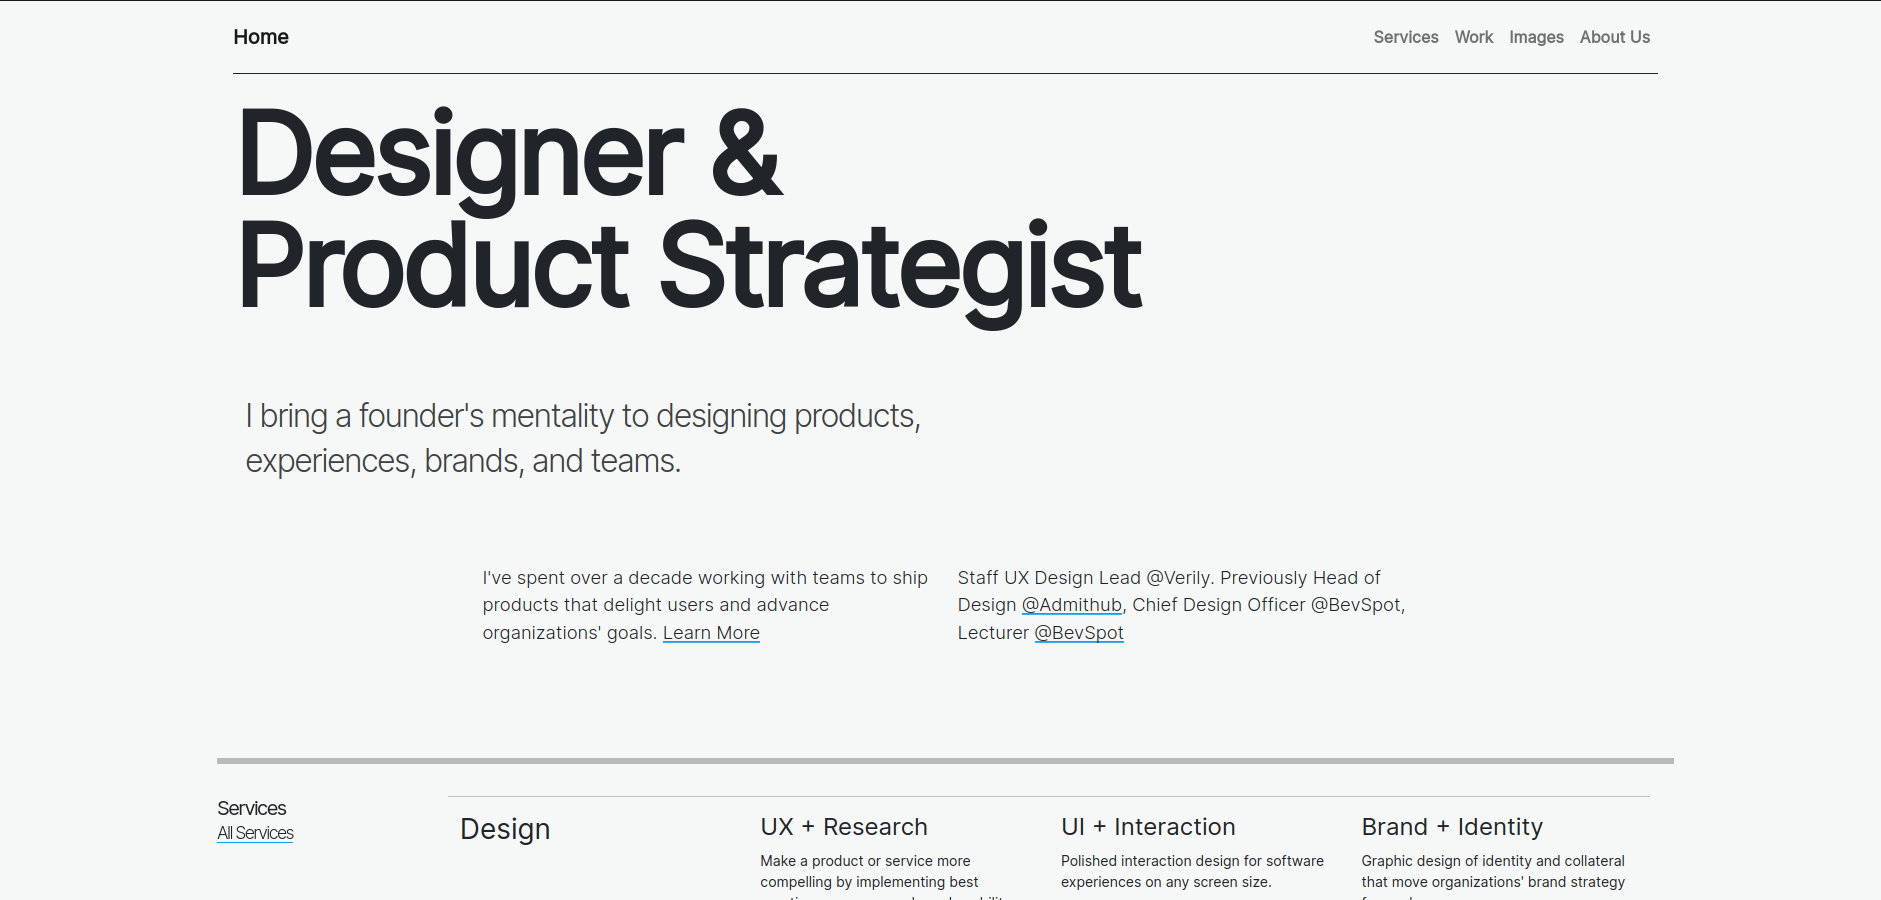 Home
Services Work Images About Us
Designer &
Product Strategist
I bring a founder's mentality to designing products,
experiences, brands, and teams.
I've spent over a decade working with teams to ship
products that delight users and advance
organizations' goals. Learn More
Staff UX Design Lead @Verily. Previously Head of
Design @Admithub, Chief Design Officer @BevSpot,
Lecturer @BevSpot
Services
All Services
Design
UX + Research
Make a product or service more
compelling by implementing best
UI + Interaction
Polished interaction design for software
experiences on any screen size.
Brand + Identity
Graphic design of identity and collateral
that move organizations' brand strategy